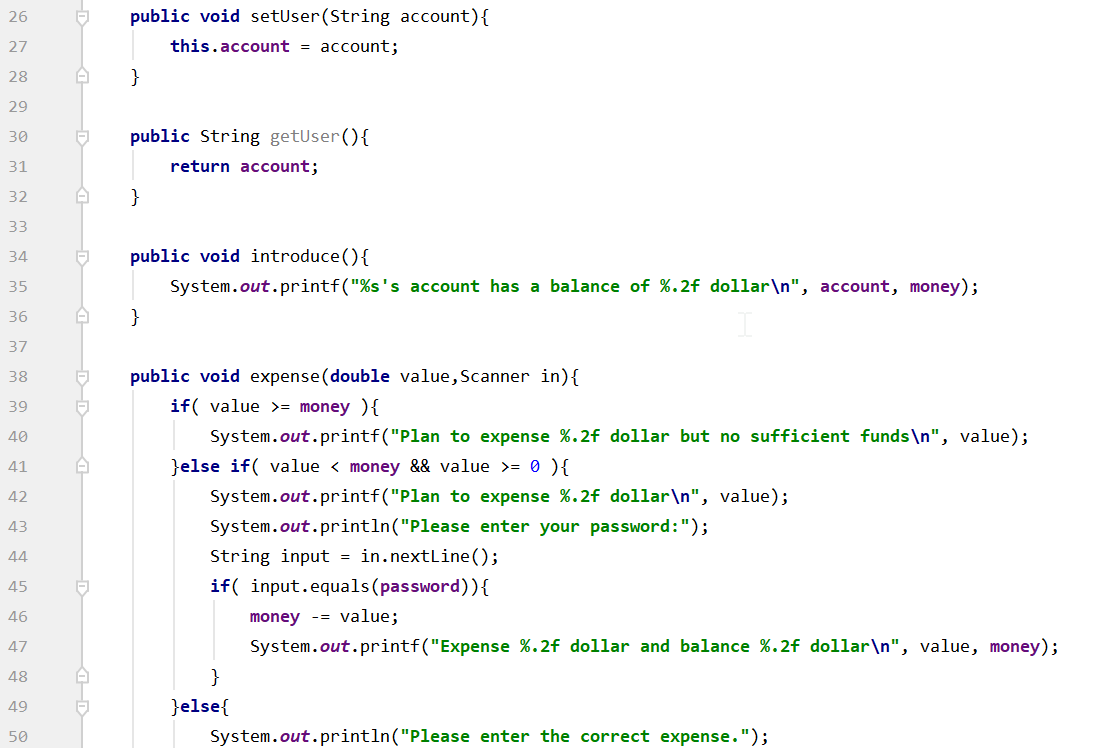 26 public void setUser(String account){
27 this.account = account;
28 }
29
30 public String getUser(){
31 return account;
32 }
33
34 public void introduce(){
35 System.out.printf("%s's account has a balance of %.2f dollar\n", account, money);
36 }
37
38 public void expense(double value,Scanner in){
39 if( value >= money ){
40 System.out.printf("Plan to expense %.2f dollar but no sufficient funds\n", value);
41 }else if( value < money && value >= 0 ){
42 System.out.printf("Plan to expense %.2f dollar\n", value);
43 System.out.println("Please enter your password:");
44 String input = in.nextLine();
45 if( input.equals(password)){
46 money -= value;
47 System.out.printf("Expense %.2f dollar and balance %.2f dollar\n", value, money);
48 }
49 }else{
50 System.out.println("Please enter the correct expense.");